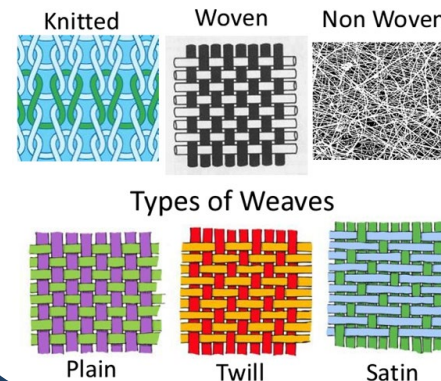 Knitted
Woven
Non Woven
Types of Weaves
Plain
Twill
Satin